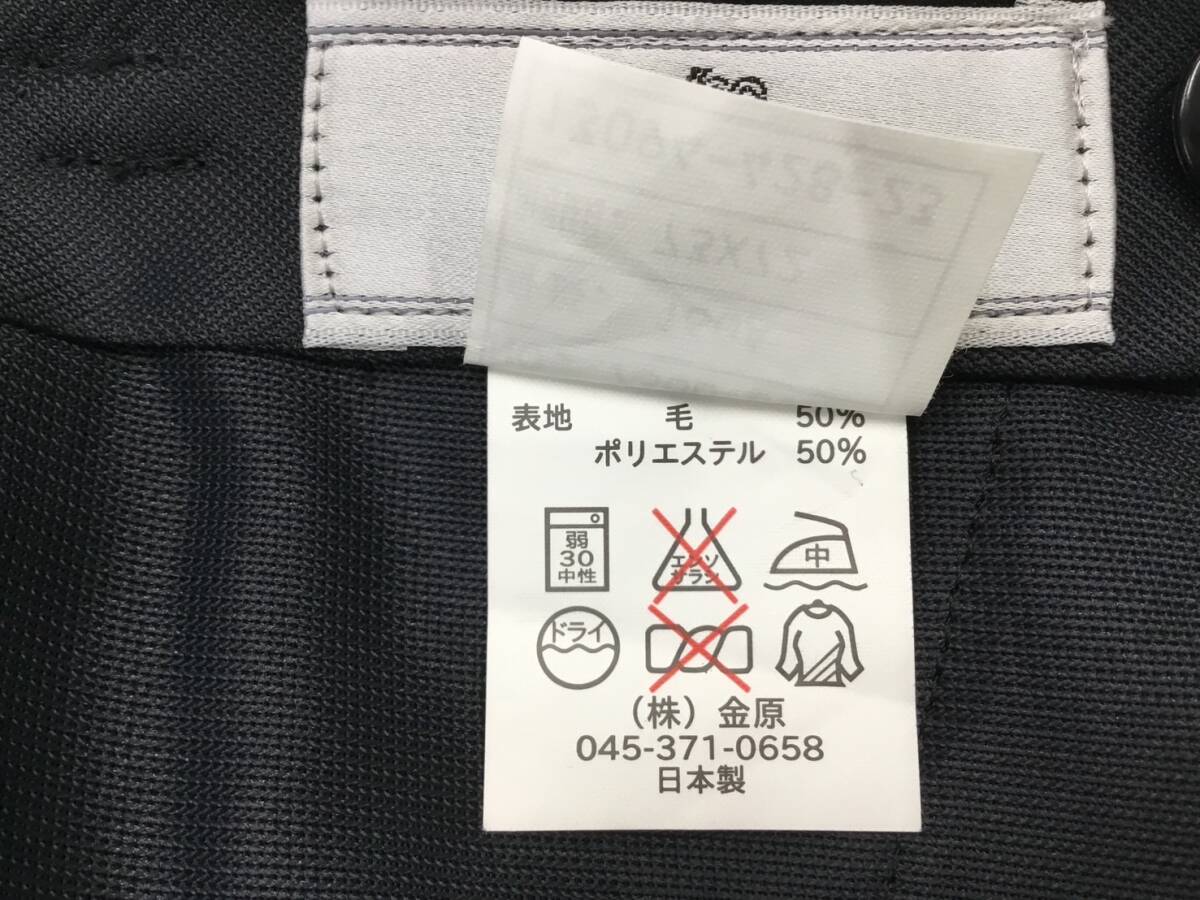 表地 毛 50%
ポリエステル 50%
弱
30
中性
エンソ
サラシ
中
ドライ
(株) 金原
045-371-0658
日本製